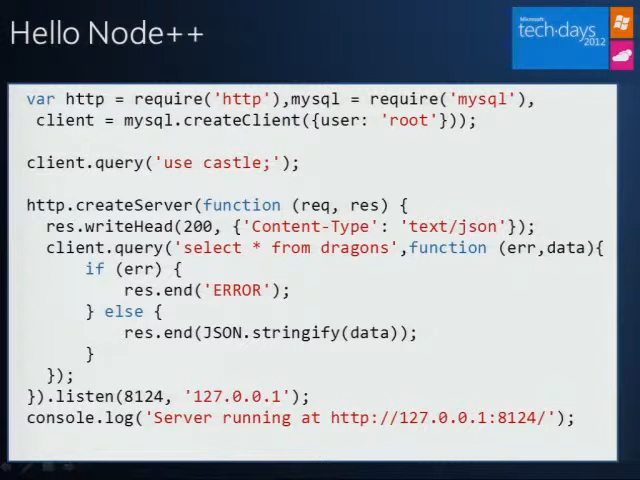 Hello Node++
Microsoft
tech·days
2012
var http = require('http'),mysql = require('mysql'),
client = mysql.createClient({user: 'root'}));
client.query('use castle;');
http.createServer(function (req, res) {
res.writeHead(200, {'Content-Type': 'text/json'});
client.query('select * from dragons',function (err,data){
if (err) {
res.end('ERROR');
} else {
res.end(JSON.stringify(data));
}
});
}).listen(8124, '127.0.0.1');
console.log('Server running at http://127.0.0.1:8124/');